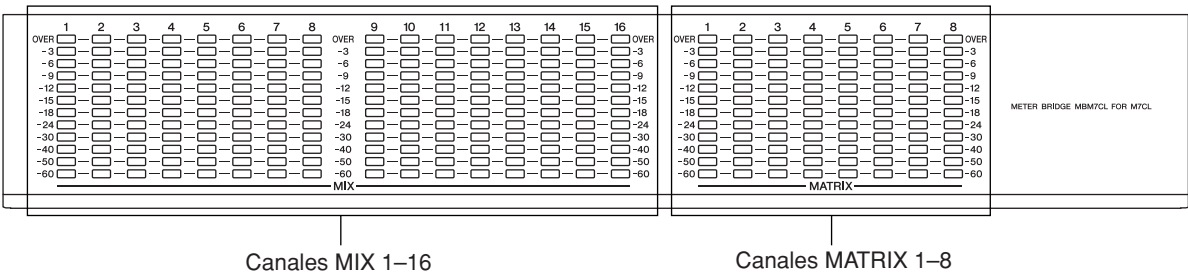 1 2 3 4 5 6 7 8 9 10 11 12 13 14 15 16 1 2 3 4 5 6 7 8
OVER OVER OVER OVER OVER
-3 -3 -3 -3 -3
-6 -6 -6 -6 -6
-9 -9 -9 -9 -9
-12 -12 -12 -12 -12
-15 -15 -15 -15 -15
-18 -18 -18 -18 -18
-24 -24 -24 -24 -24
-30 -30 -30 -30 -30
-40 -40 -40 -40 -40
-50 -50 -50 -50 -50
-60 -60 -60 -60 -60
MIX MATRIX
METER BRIDGE MBM7CL FOR M7CL
Canales MIX 1–16 Canales MATRIX 1–8